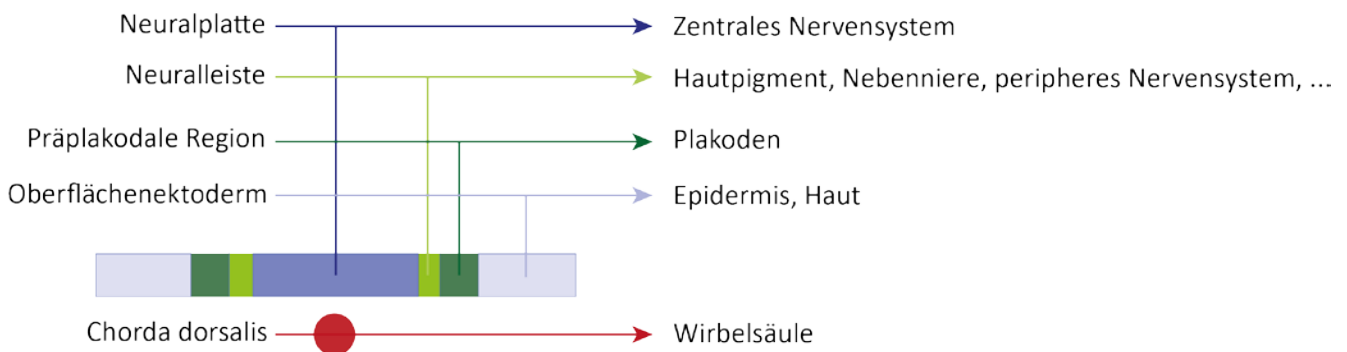 Neuralplatte
Zentrales Nervensystem
Neuralleiste
Hautpigment, Nebenniere, peripheres Nervensystem, ...
Präplakodale Region
Plakoden
Oberflächenektoderm
Epidermis, Haut
Chorda dorsalis
Wirbelsäule